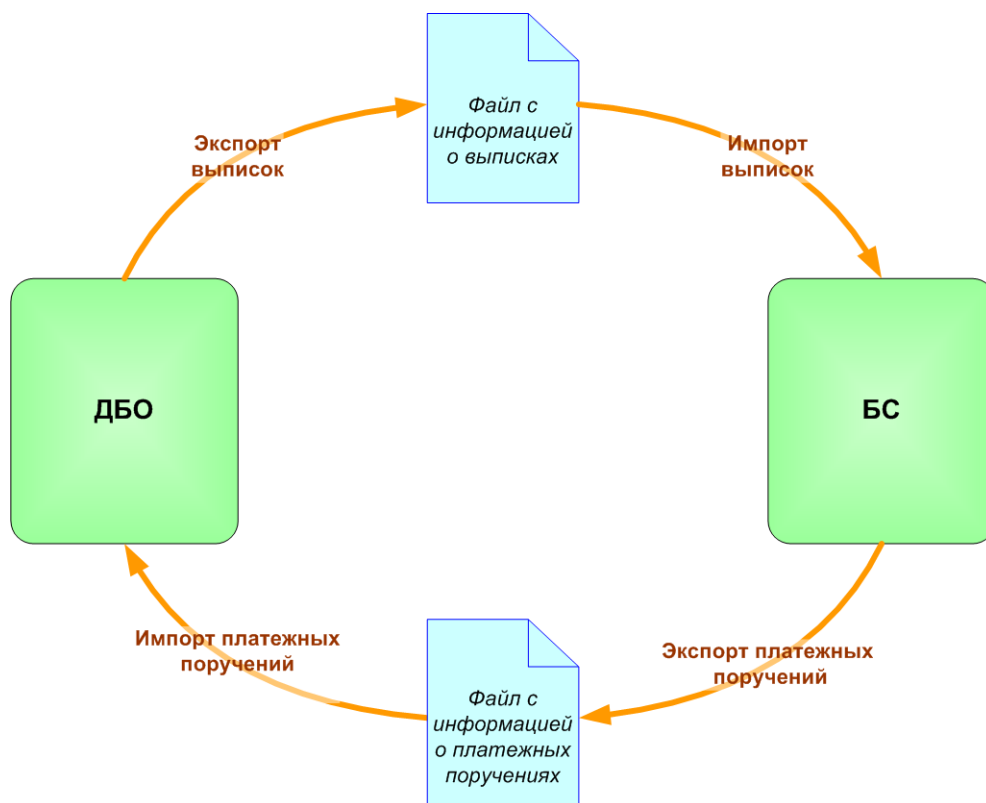 Файл с
информацией
о выписках
Экспорт
выписок
Импорт
выписок
ДБО
БС
Импорт платежных
поручений
Экспорт платежных
поручений
Файл с
информацией
о платежных
поручениях